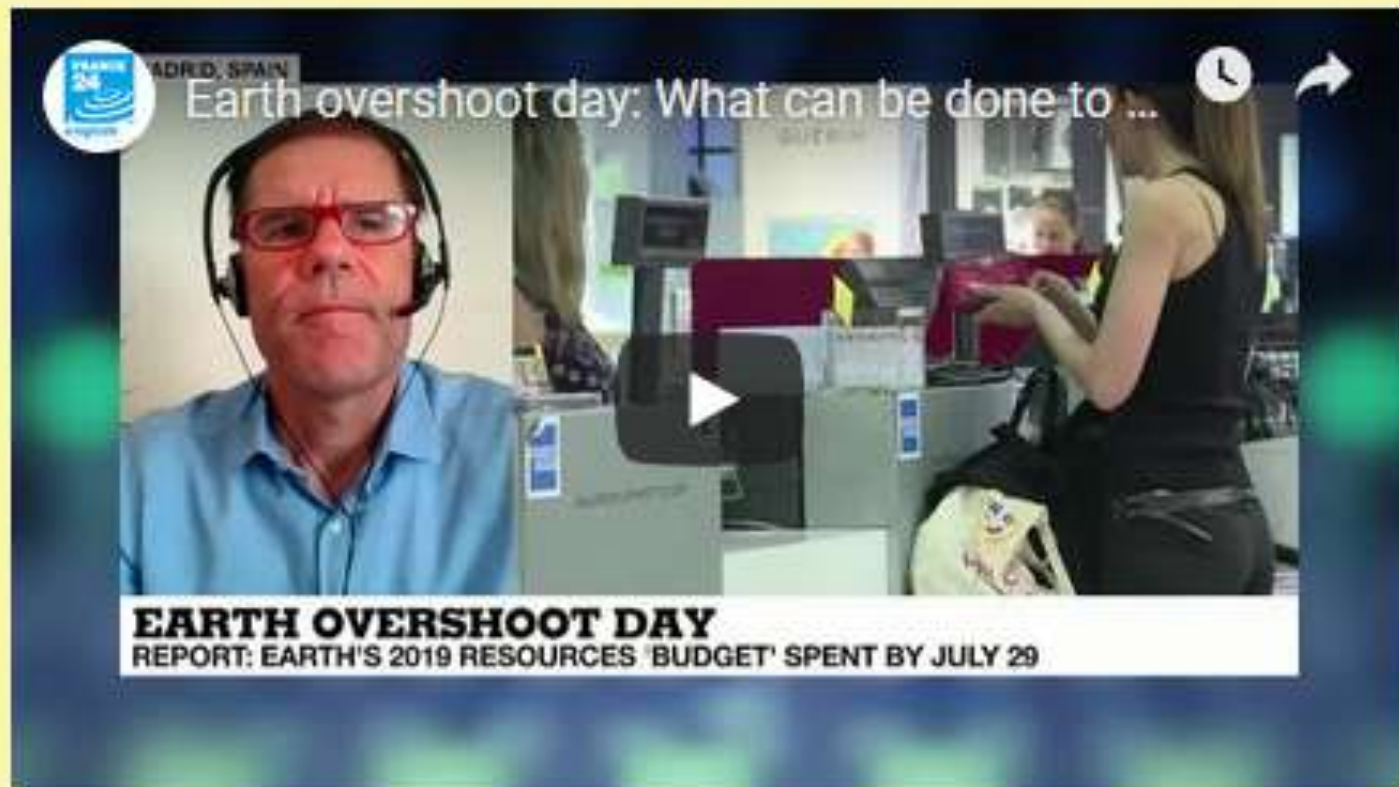 FRANCE
24
ADRID, SPAIN
Earth overshoot day: What can be done to ...
EARTH OVERSHOOT DAY
REPORT: EARTH'S 2019 RESOURCES 'BUDGET' SPENT BY JULY 29